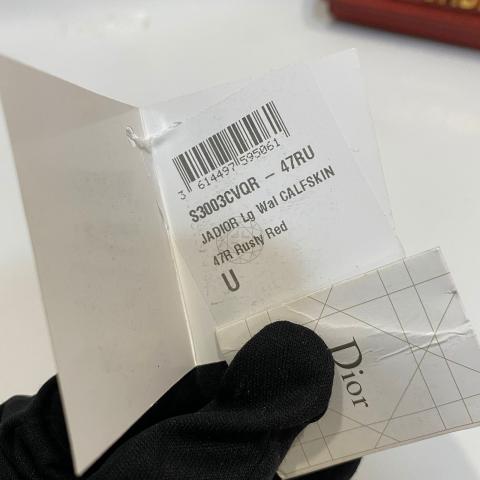 3 614497 595061
S3003CVQR - 47RU
JADIOR Lg Wal CALFSKIN
47R Rusty Red
U
Dior